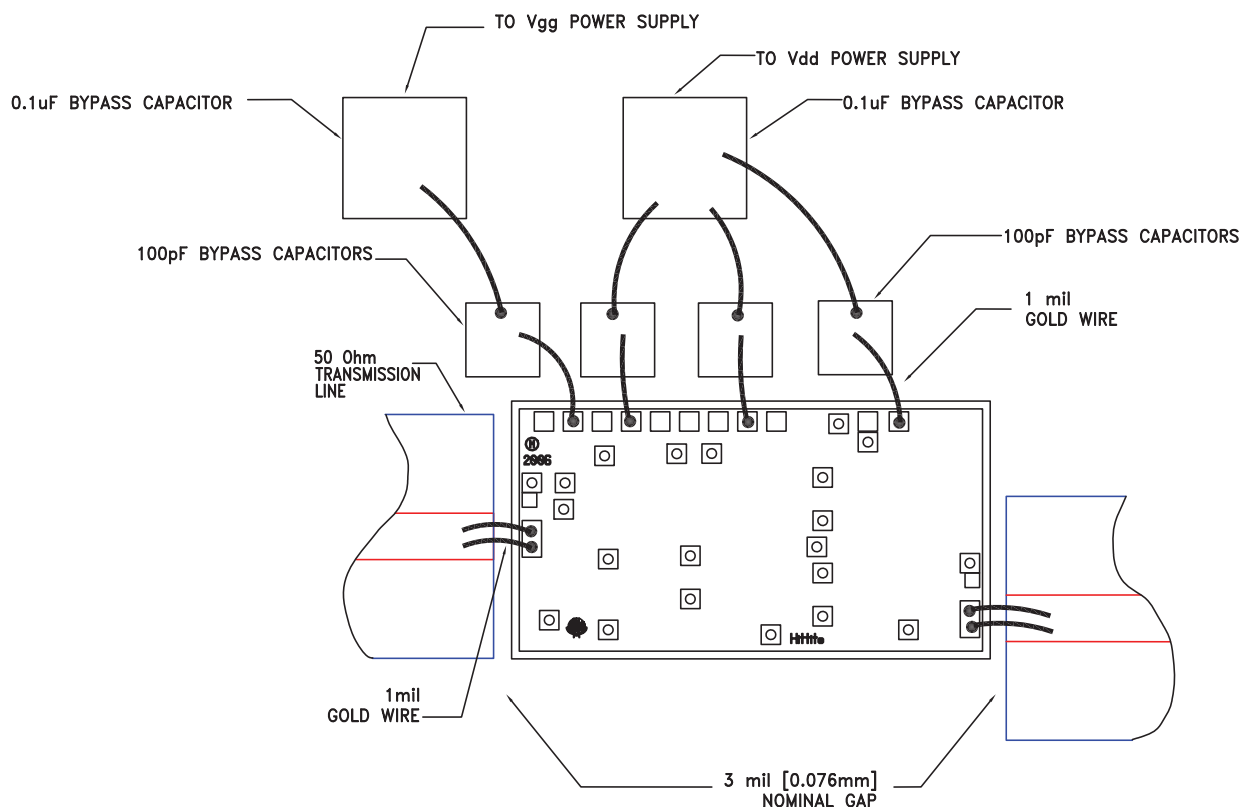 TO Vgg POWER SUPPLY
TO Vdd POWER SUPPLY
0.1uF BYPASS CAPACITOR
0.1uF BYPASS CAPACITOR
100pF BYPASS CAPACITORS
100pF BYPASS CAPACITORS
1 mil
GOLD WIRE
50 Ohm
TRANSMISSION
LINE
H
2006
Hittite
1mil
GOLD WIRE
3 mil [0.076mm]
NOMINAL GAP